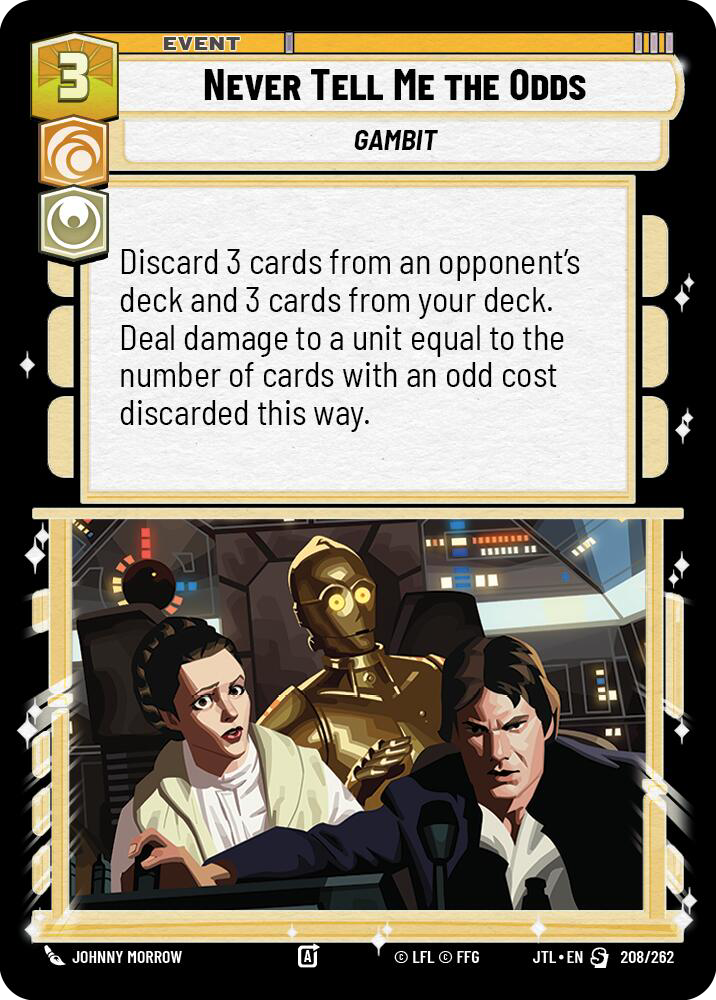 EVENT
3
NEVER TELL ME THE ODDS
GAMBIT
Discard 3 cards from an opponent's
deck and 3 cards from your deck.
Deal damage to a unit equal to the
number of cards with an odd cost
discarded this way.
JOHNNY MORROW
A
© LFL © FFG
JTL • EN
S
208/262